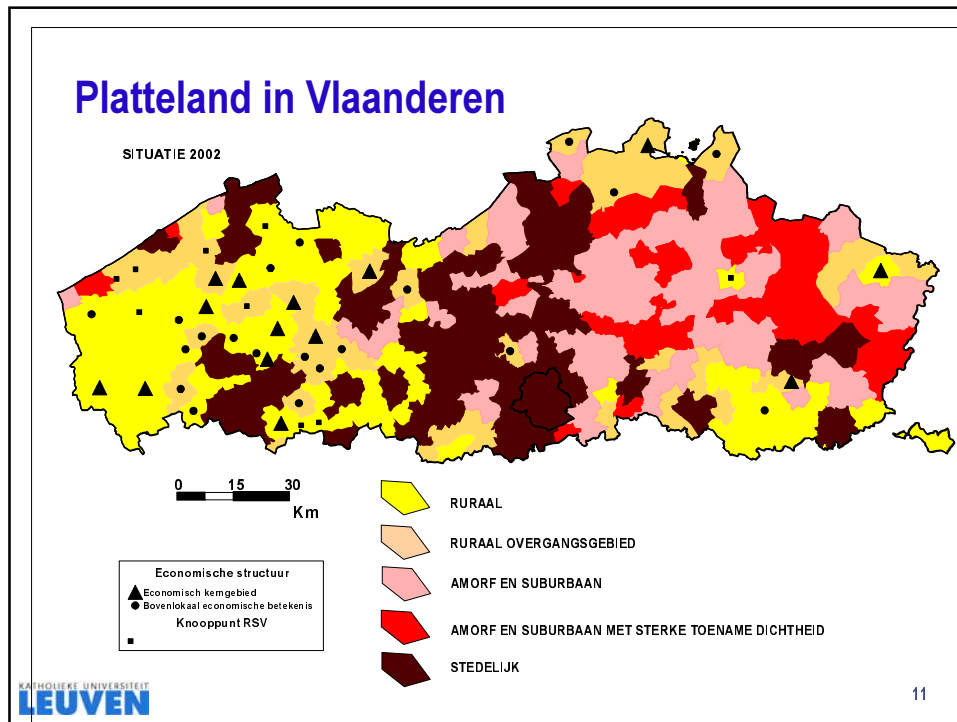 Platteland in Vlaanderen
SITUATIE 2002
0 15 30
Km
RURAAL
RURAAL OVERGANGSGEBIED
AMORF EN SUBURBAAN
AMORF EN SUBURBAAN MET STERKE TOENAME DICHTHEID
STEDELIJK
Economische structuur
Economisch kerngebied
Bovenlokaal economische betekenis
Knooppunt RSV
KATHOLIEKE UNIVERSITEIT
LEUVEN
11